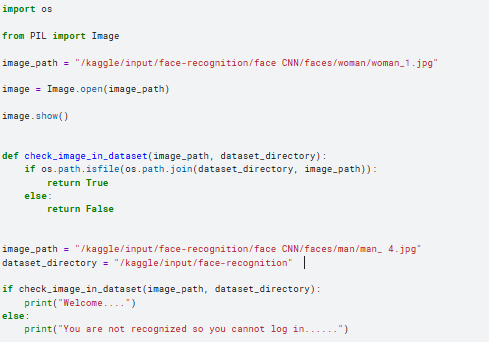 import os
from PIL import Image
image_path = "/kaggle/input/face-recognition/face CNN/faces/woman/woman_1.jpg"
image = Image.open(image_path)
image.show()
def check_image_in_dataset(image_path, dataset_directory):
    if os.path.isfile(os.path.join(dataset_directory, image_path)):
        return True
    else:
        return False
image_path = "/kaggle/input/face-recognition/face CNN/faces/man/man_ 4.jpg"
dataset_directory = "/kaggle/input/face-recognition"
if check_image_in_dataset(image_path, dataset_directory):
    print("Welcome....")
else:
    print("You are not recognized so you cannot log in......")